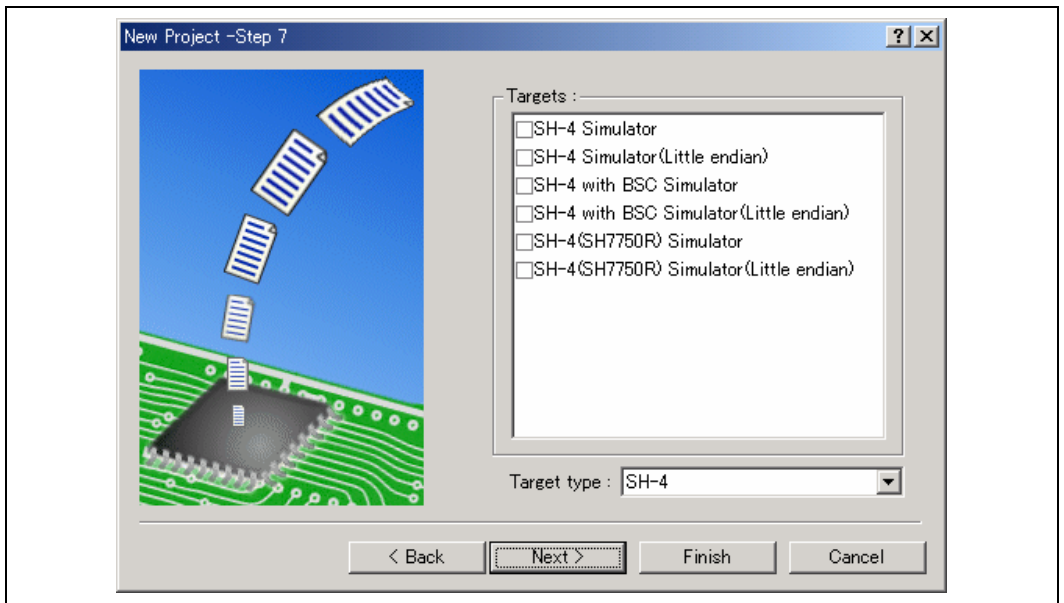 New Project -Step 7
Targets :
SH-4 Simulator
SH-4 Simulator(Little endian)
SH-4 with BSC Simulator
SH-4 with BSC Simulator(Little endian)
SH-4(SH7750R) Simulator
SH-4(SH7750R) Simulator(Little endian)
Target type : SH-4
< Back Next > Finish Cancel